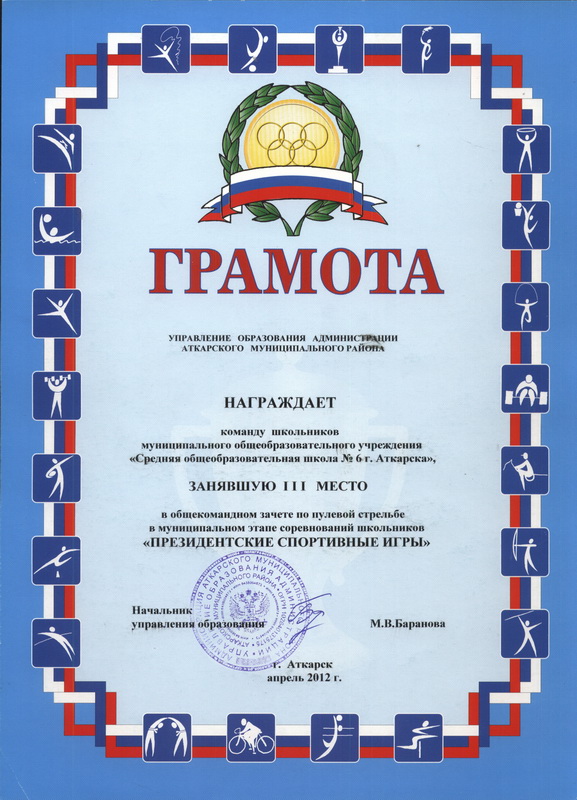 ГРАМОТА
УПРАВЛЕНИЕ ОБРАЗОВАНИЯ АДМИНИСТРАЦИИ
АТКАРСКОГО МУНИЦИПАЛЬНОГО РАЙОНА
НАГРАЖДАЕТ
команду школьников
муниципального общеобразовательного учреждения
«Средняя общеобразовательная школа № 6 г. Аткарска»,
ЗАНЯВШУЮ I I I МЕСТО
в общекомандном зачете по пулевой стрельбе
в муниципальном этапе соревнований школьников
«ПРЕЗИДЕНТСКИЕ СПОРТИВНЫЕ ИГРЫ»
Начальник
управления образования М.В.Баранова
г. Аткарск
апрель 2012 г.